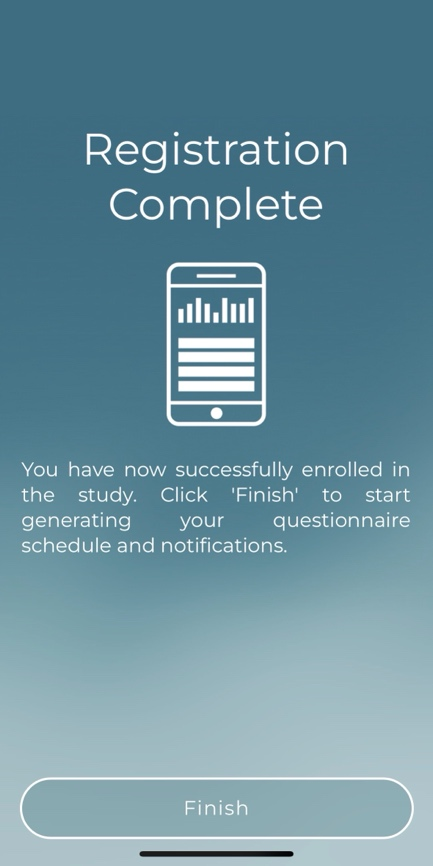 Registration
Complete
You have now successfully enrolled in
the study. Click 'Finish' to start
generating your questionnaire
schedule and notifications.
Finish